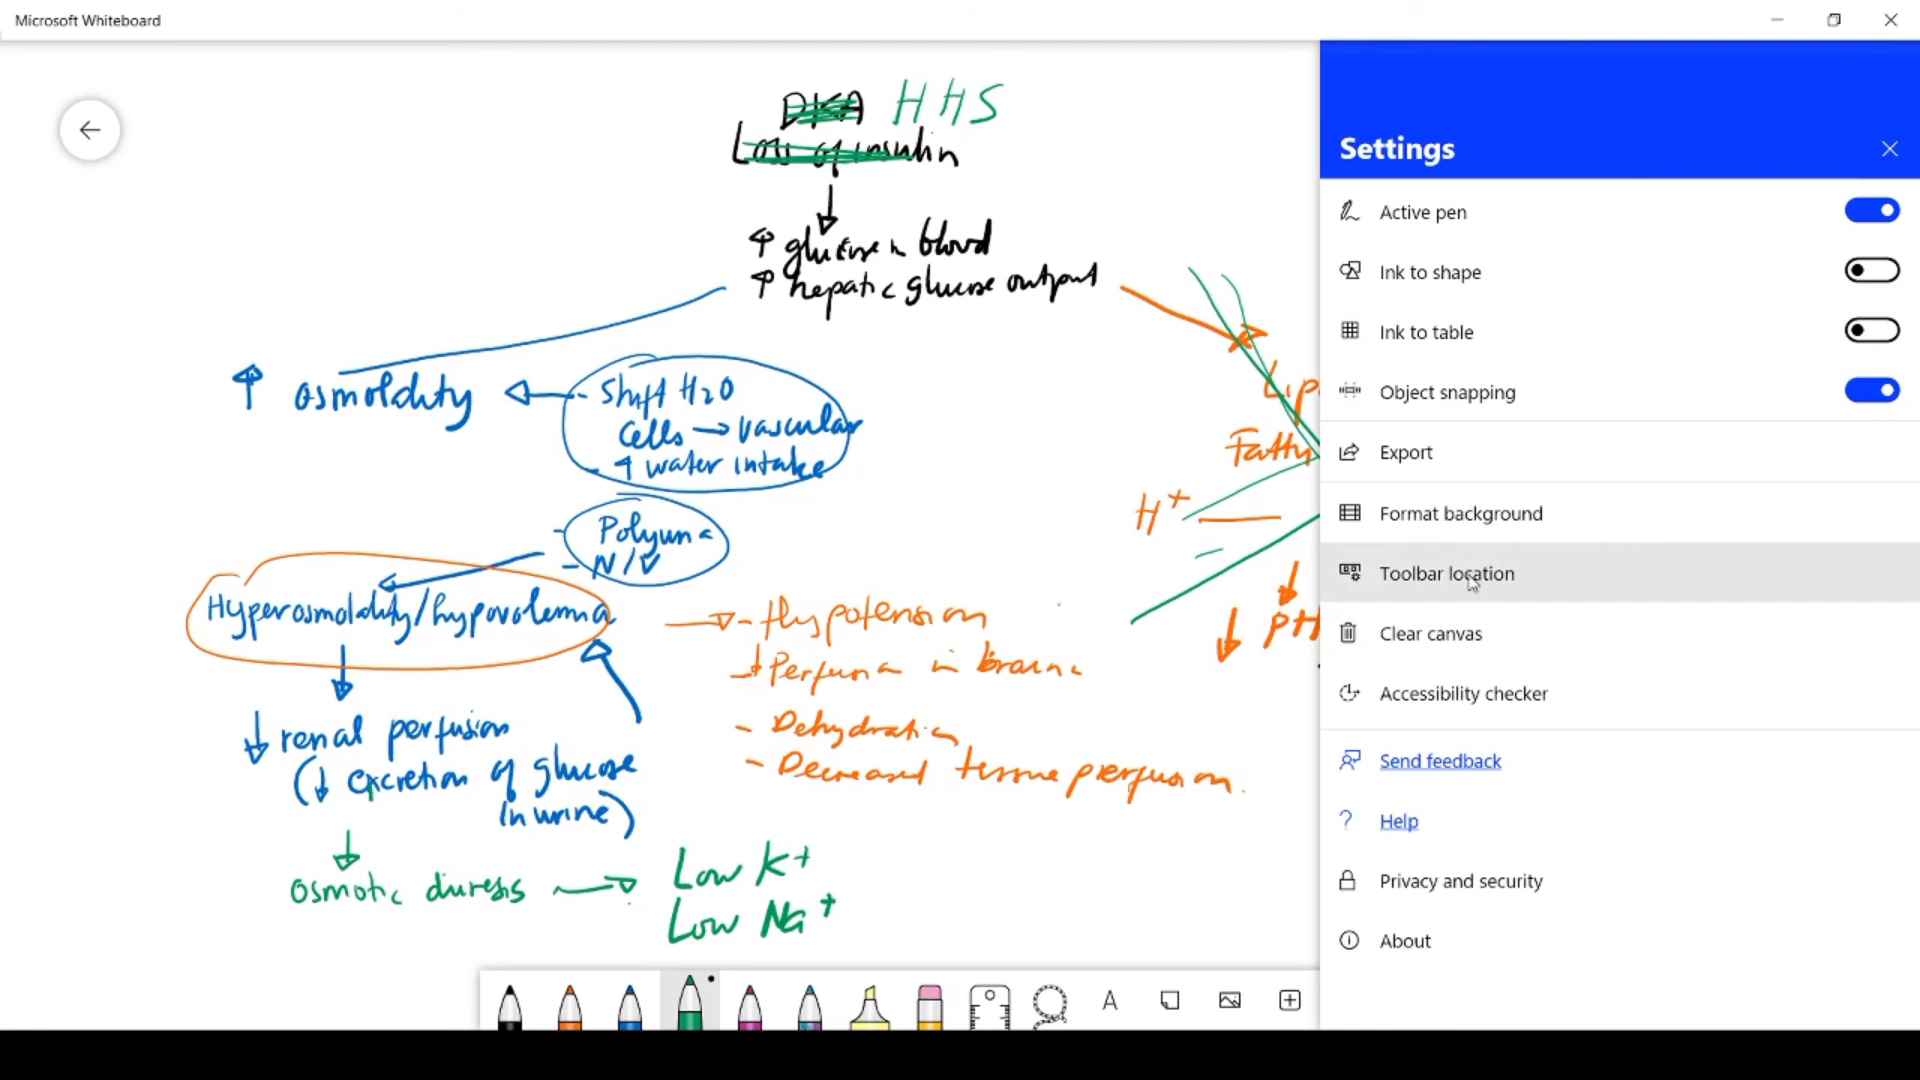 Microsoft Whiteboard
DKA HHS
Low of insulin
↑ glucose in blood
↑ hepatic glucose output
↑ osmolality
- Shift H2O
Cells → vascular
- ↑ water intake
- Polyuria
- N/V
Hyperosmolality/hypovolemia
↓ renal perfusion
(↓ excretion of glucose
in urine)
osmotic diuresis → Low K+
Low Na+
- Hypotension
- ↓ Perfusion in brain
- Dehydration
- Decreased tissue perfusion.
Lip
Fatty
H+
↓ PH
Settings
Active pen
Ink to shape
Ink to table
Object snapping
Export
Format background
Toolbar location
Clear canvas
Accessibility checker
Send feedback
Help
Privacy and security
About